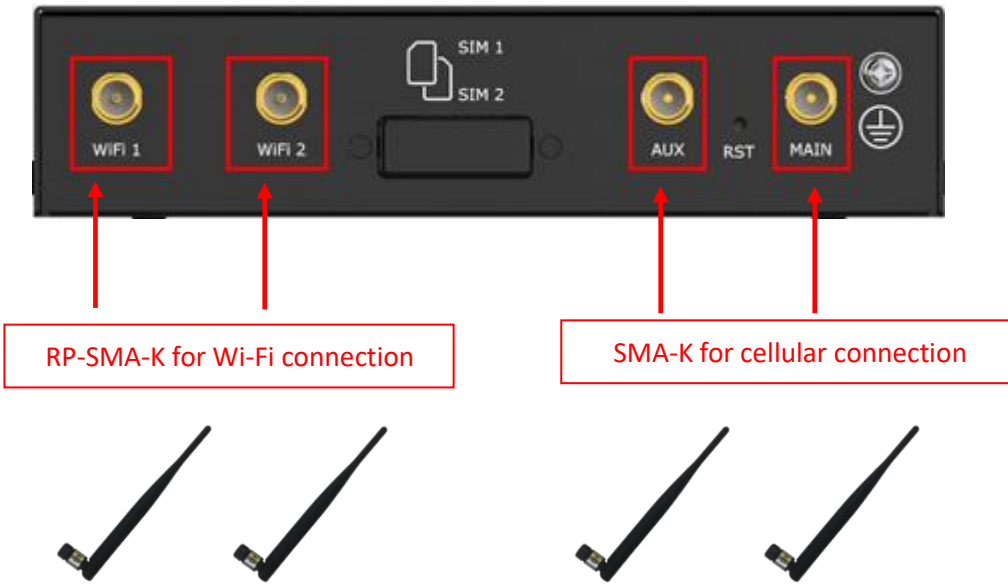 SIM 1
SIM 2
WiFi 1
WiFi 2
AUX
RST
MAIN
RP-SMA-K for Wi-Fi connection
SMA-K for cellular connection